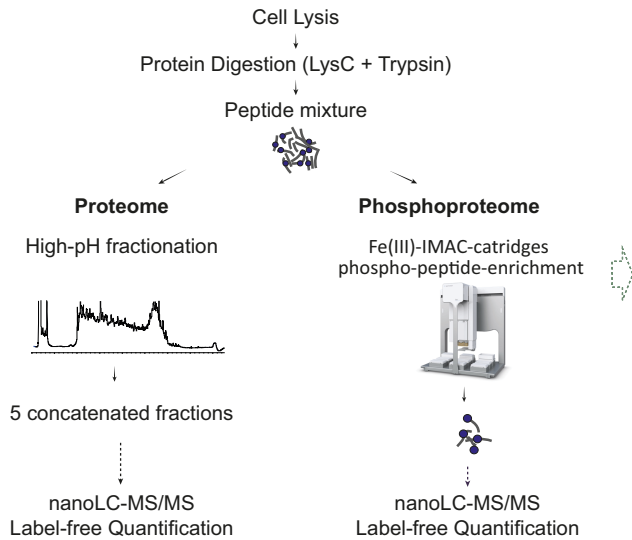 Cell Lysis
Protein Digestion (LysC + Trypsin)
Peptide mixture
Proteome
High-pH fractionation
5 concatenated fractions
nanoLC-MS/MS
Label-free Quantification
Phosphoproteome
Fe(III)-IMAC-catridges
phospho-peptide-enrichment
nanoLC-MS/MS
Label-free Quantification